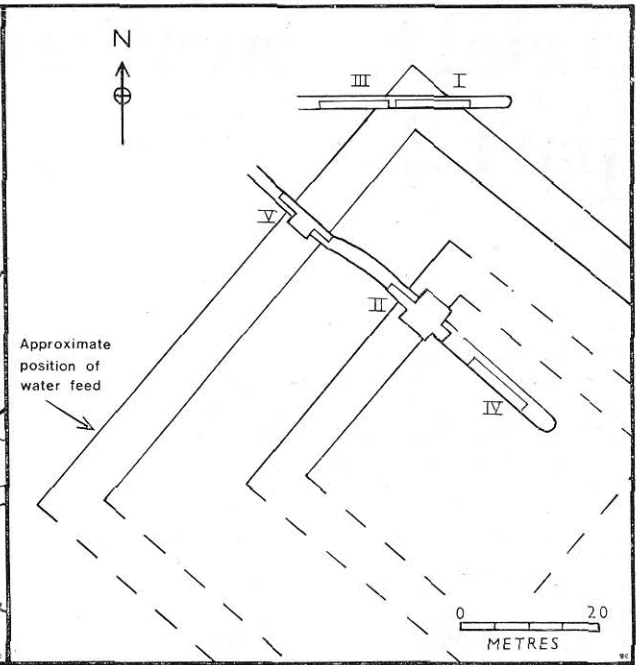 N
III I
V
II
IV
Approximate
position of
water feed
0 20
METRES